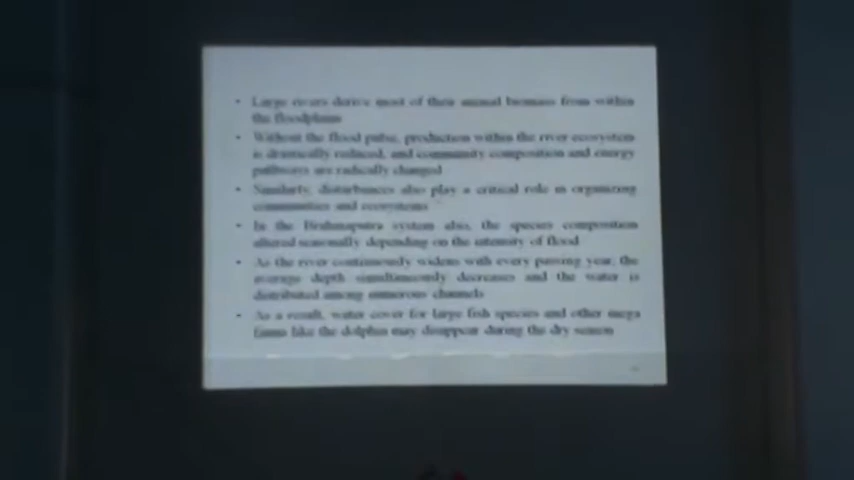 • Large rivers derive most of their animal biomass from within
the floodplains
• Without the flood pulse, production within the river ecosystem
is dramatically reduced, and community composition and energy
pathways are radically changed
• Similarly, disturbances also play a critical role in organizing
communities and ecosystems
• In the Brahmaputra system also, the species composition
altered seasonally depending on the intensity of flood
• As the river continuously widens with every passing year, the
average depth simultaneously decreases and the water is
distributed among numerous channels
• As a result, water cover for large fish species and other mega
fauna like the dolphin may disappear during the dry season